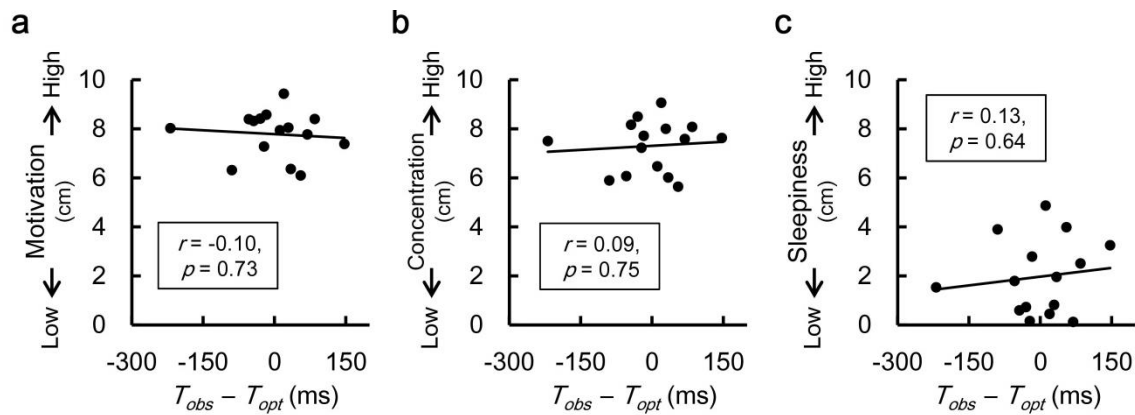 a
b
c
High
Motivation
(cm)
Low
10
8
6
4
2
0
r = -0.10,
p = 0.73
-300 -150 0 150
Tobs − Topt (ms)
High
Concentration
(cm)
Low
10
8
6
4
2
0
r = 0.09,
p = 0.75
-300 -150 0 150
Tobs − Topt (ms)
High
Sleepiness
(cm)
Low
10
8
6
4
2
0
r = 0.13,
p = 0.64
-300 -150 0 150
Tobs − Topt (ms)